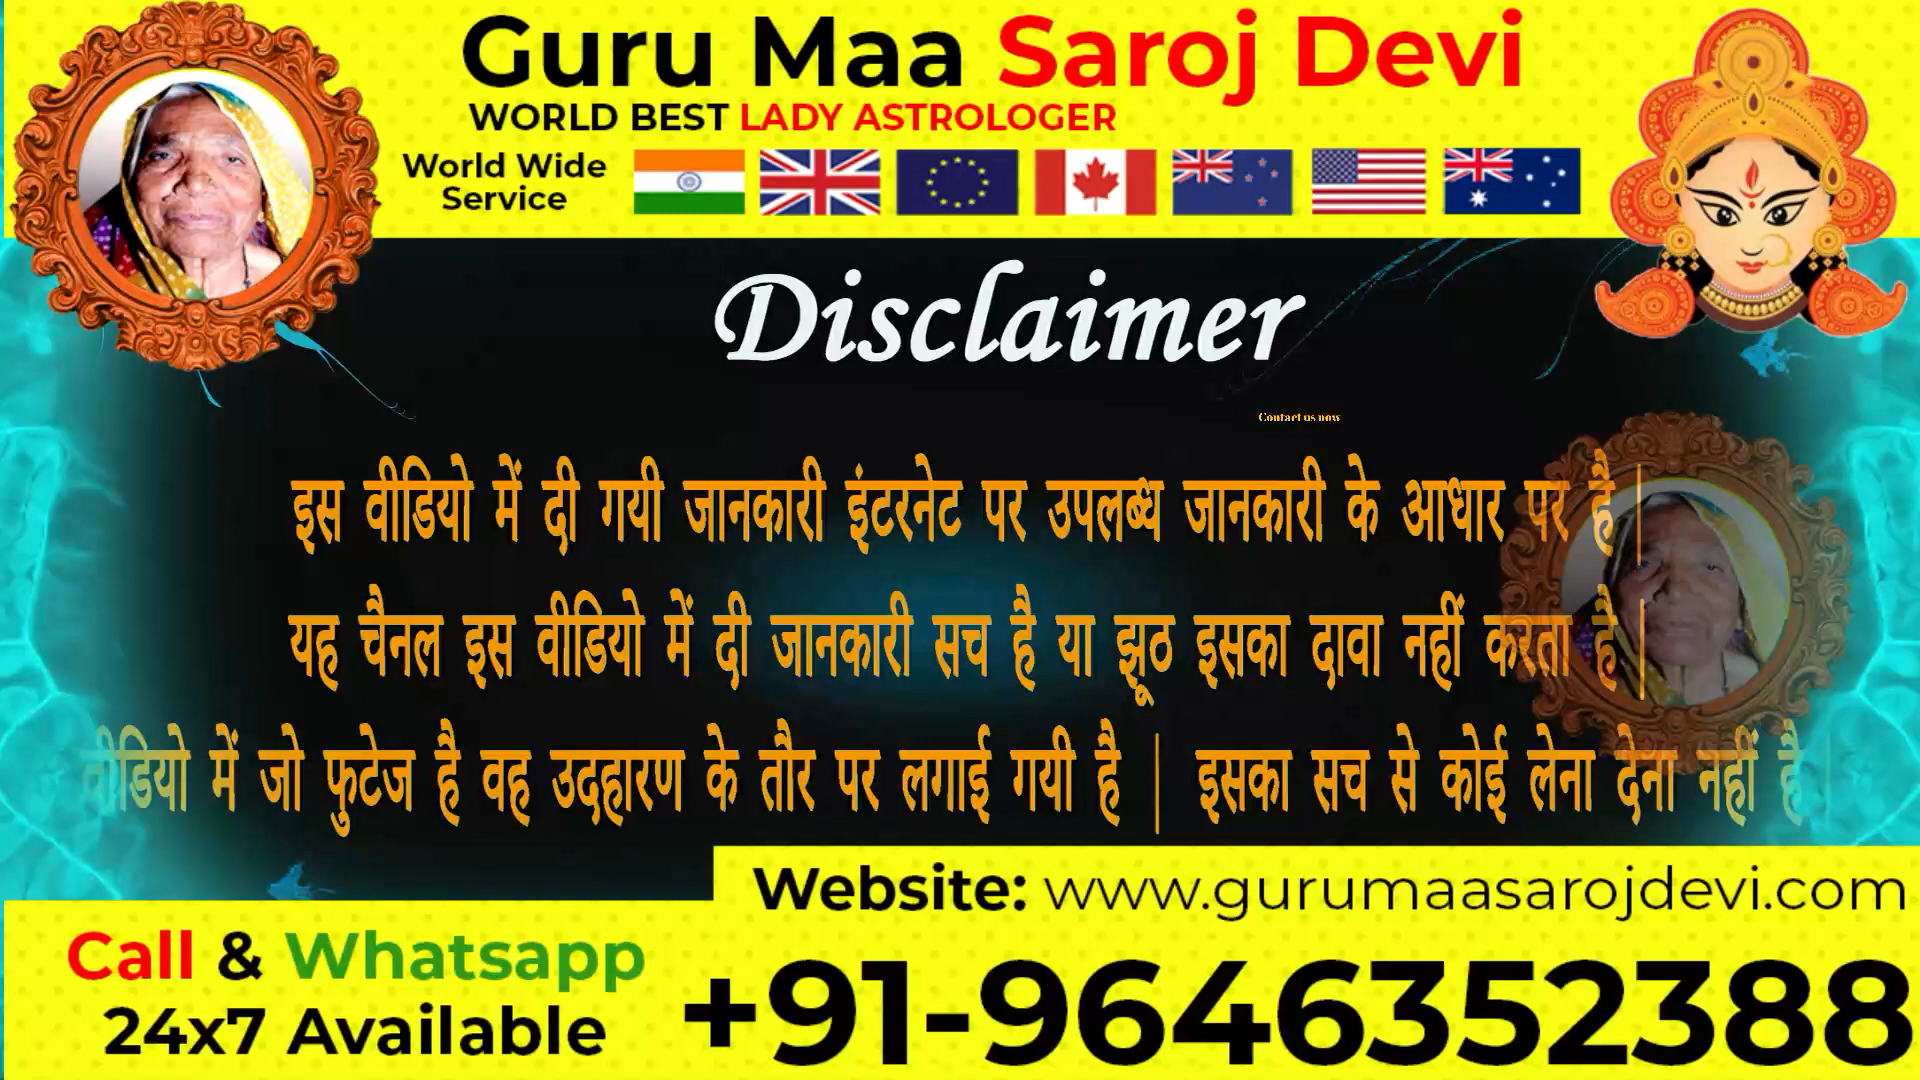 Guru Maa Saroj Devi
WORLD BEST LADY ASTROLOGER
World Wide
Service
Disclaimer
Contact us now
इस वीडियो में दी गयी जानकारी इंटरनेट पर उपलब्ध जानकारी के आधार पर है |
यह चैनल इस वीडियो में दी जानकारी सच है या झूठ इसका दावा नहीं करता है |
वीडियो में जो फुटेज है वह उदहारण के तौर पर लगाई गयी है | इसका सच से कोई लेना देना नहीं है |
Website: www.gurumaasarojdevi.com
Call & Whatsapp
24x7 Available
+91-9646352388